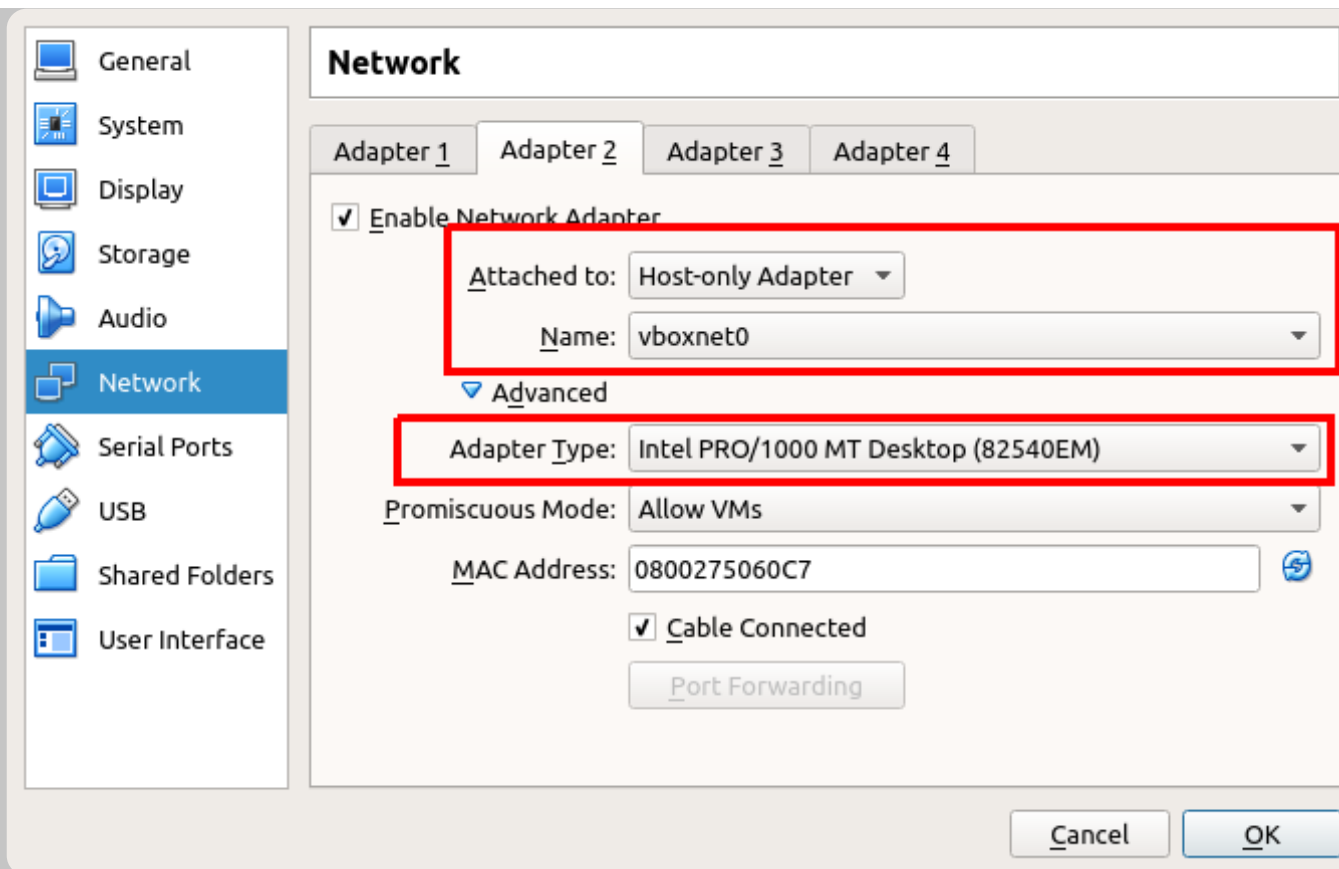 General
System
Display
Storage
Audio
Network
Serial Ports
USB
Shared Folders
User Interface
Network
Adapter 1 Adapter 2 Adapter 3 Adapter 4
Enable Network Adapter
Attached to: Host-only Adapter
Name: vboxnet0
Advanced
Adapter Type: Intel PRO/1000 MT Desktop (82540EM)
Promiscuous Mode: Allow VMs
MAC Address: 0800275060C7
Cable Connected
Port Forwarding
Cancel OK